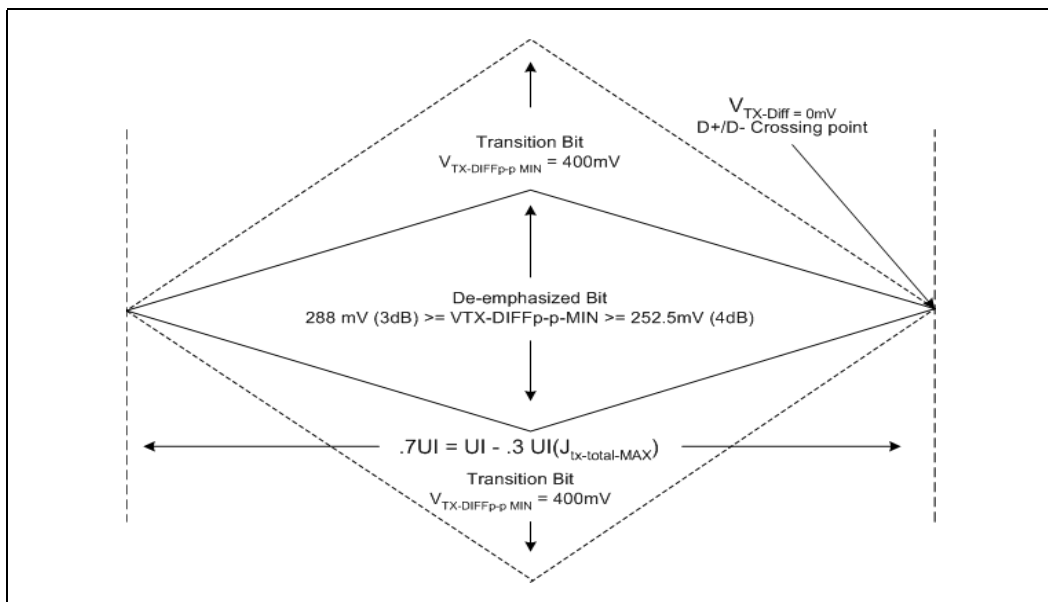 V_TX-Diff = 0mV
D+/D- Crossing point
Transition Bit
V_TX-DIFFp-p MIN = 400mV
De-emphasized Bit
288 mV (3dB) >= VTX-DIFFp-p-MIN >= 252.5mV (4dB)
.7UI = UI - .3 UI(J_tx-total-MAX)
Transition Bit
V_TX-DIFFp-p MIN = 400mV